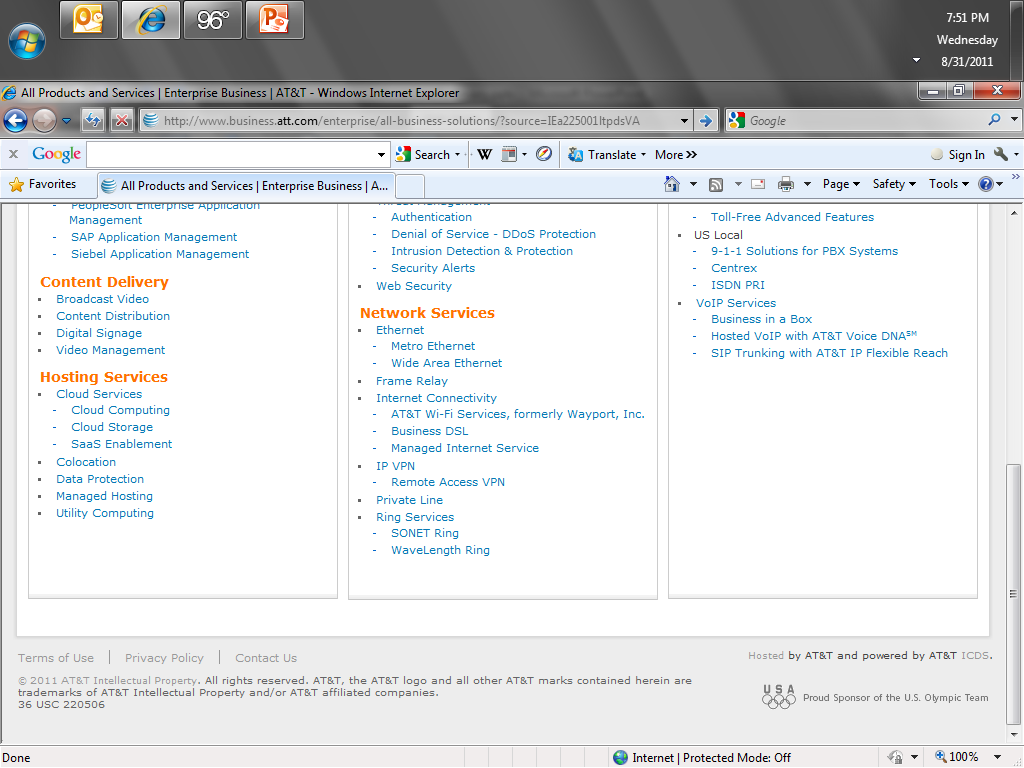 96°
7:51 PM
Wednesday
8/31/2011
All Products and Services | Enterprise Business | AT&T - Windows Internet Explorer
http://www.business.att.com/enterprise/all-business-solutions/?source=IEa225001ltpdsVA
Google
x Google Search W Translate More >> Sign In
Favorites All Products and Services | Enterprise Business | A... Page Safety Tools
- PeopleSoft Enterprise Application
Management
- SAP Application Management
- Siebel Application Management
Content Delivery
Broadcast Video
Content Distribution
Digital Signage
Video Management
Hosting Services
Cloud Services
- Cloud Computing
- Cloud Storage
- SaaS Enablement
Colocation
Data Protection
Managed Hosting
Utility Computing
Threat Management
- Authentication
- Denial of Service - DDoS Protection
- Intrusion Detection & Protection
- Security Alerts
Web Security
Network Services
Ethernet
- Metro Ethernet
- Wide Area Ethernet
Frame Relay
Internet Connectivity
- AT&T Wi-Fi Services, formerly Wayport, Inc.
- Business DSL
- Managed Internet Service
IP VPN
- Remote Access VPN
Private Line
Ring Services
- SONET Ring
- WaveLength Ring
- Toll-Free Advanced Features
US Local
- 9-1-1 Solutions for PBX Systems
- Centrex
- ISDN PRI
VoIP Services
- Business in a Box
- Hosted VoIP with AT&T Voice DNA℠
- SIP Trunking with AT&T IP Flexible Reach
Terms of Use | Privacy Policy | Contact Us
Hosted by AT&T and powered by AT&T ICDS.
© 2011 AT&T Intellectual Property. All rights reserved. AT&T, the AT&T logo and all other AT&T marks contained herein are
trademarks of AT&T Intellectual Property and/or AT&T affiliated companies.
36 USC 220506
USA Proud Sponsor of the U.S. Olympic Team
Done Internet | Protected Mode: Off 100%